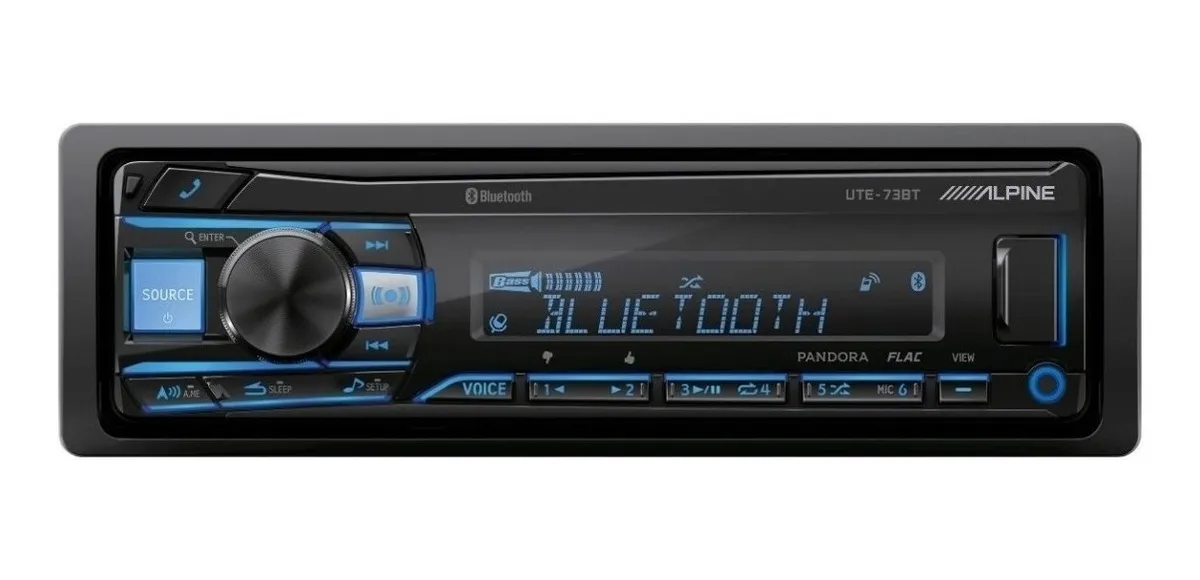 Bluetooth
UTE-73BT
ALPINE
ENTER
SOURCE
Bass
BLUETOOTH
PANDORA FLAC VIEW
A.ME
SLEEP
SETUP
VOICE
1
2
3
4
5
MIC 6